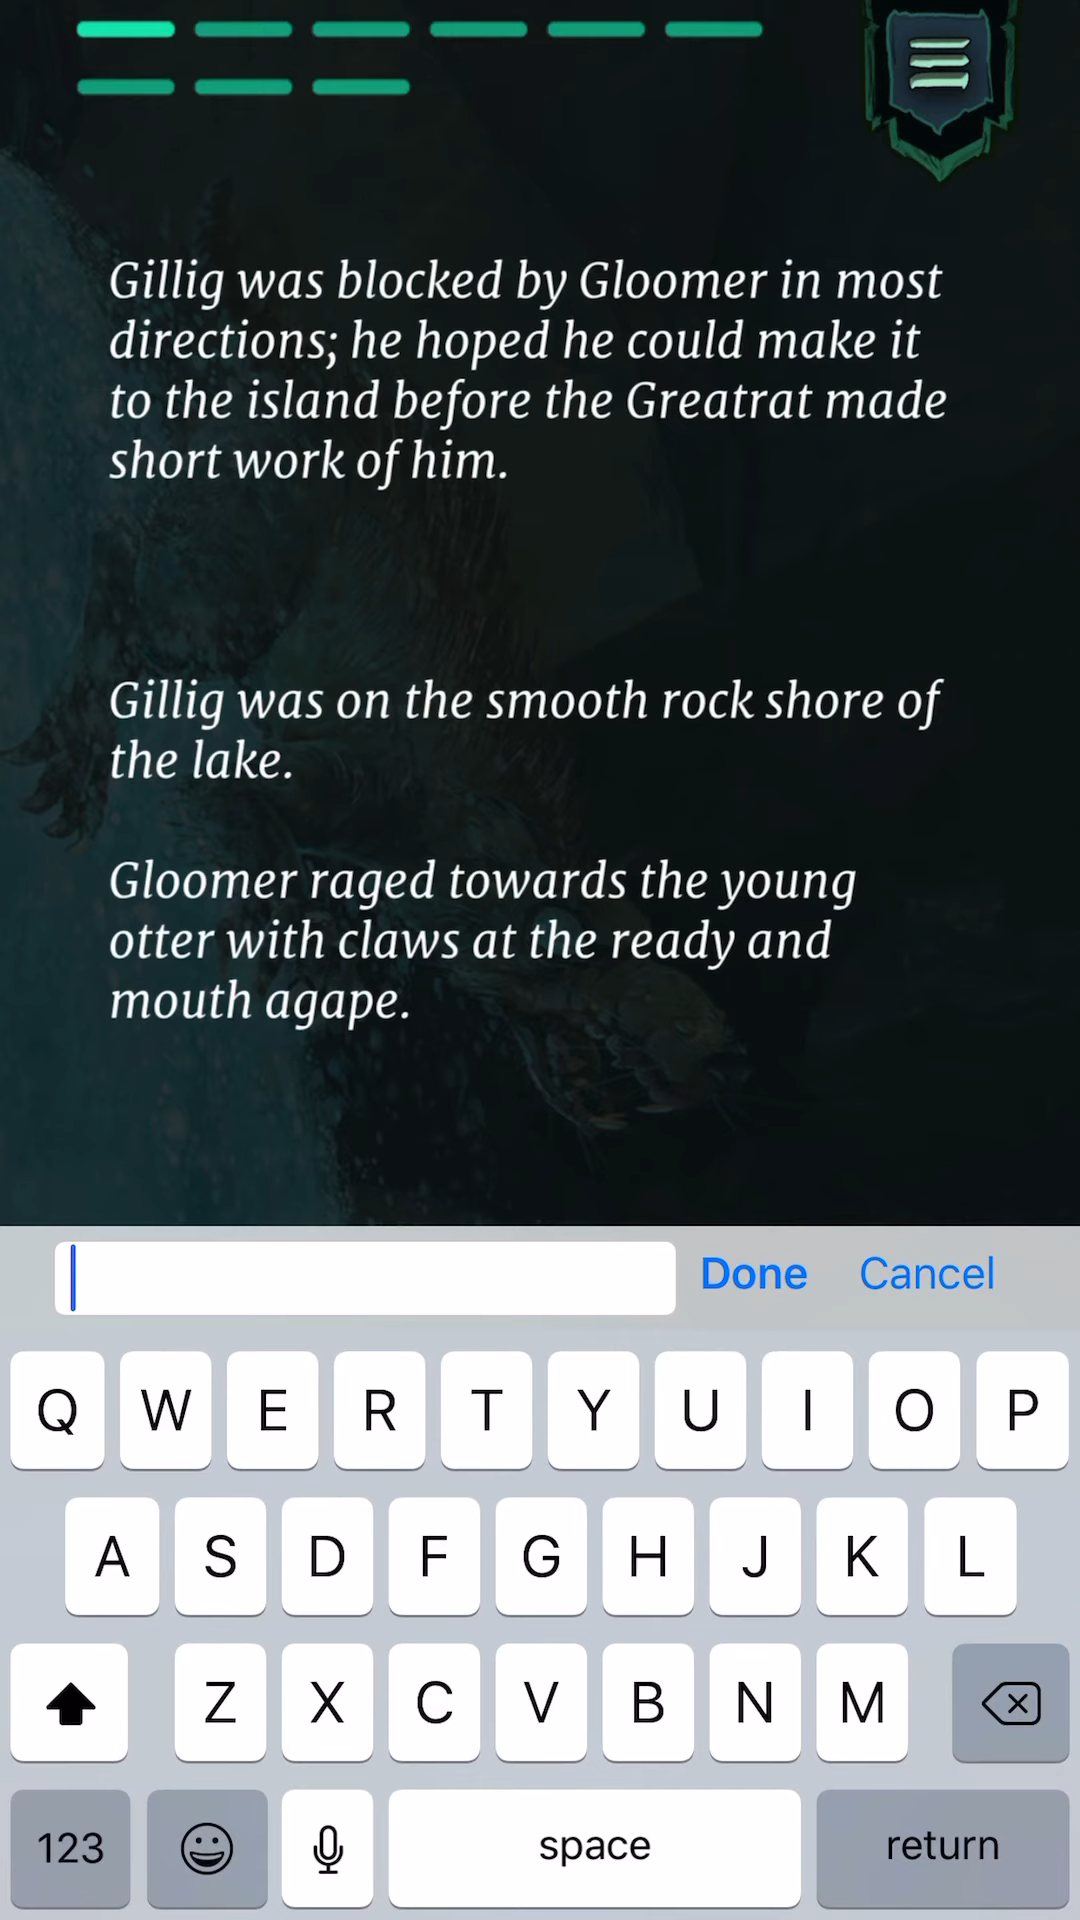 Gillig was blocked by Gloomer in most
directions; he hoped he could make it
to the island before the Greatrat made
short work of him.
Gillig was on the smooth rock shore of
the lake.
Gloomer raged towards the young
otter with claws at the ready and
mouth agape.
Done Cancel
Q W E R T Y U I O P
A S D F G H J K L
Z X C V B N M
123 space return